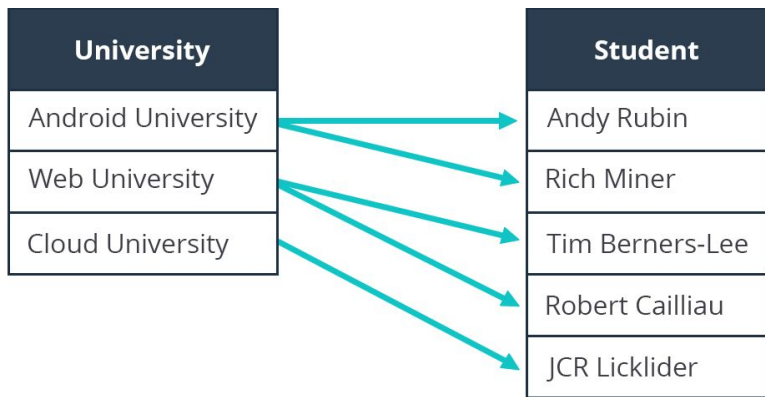 University
Android University
Web University
Cloud University
Student
Andy Rubin
Rich Miner
Tim Berners-Lee
Robert Cailliau
JCR Licklider